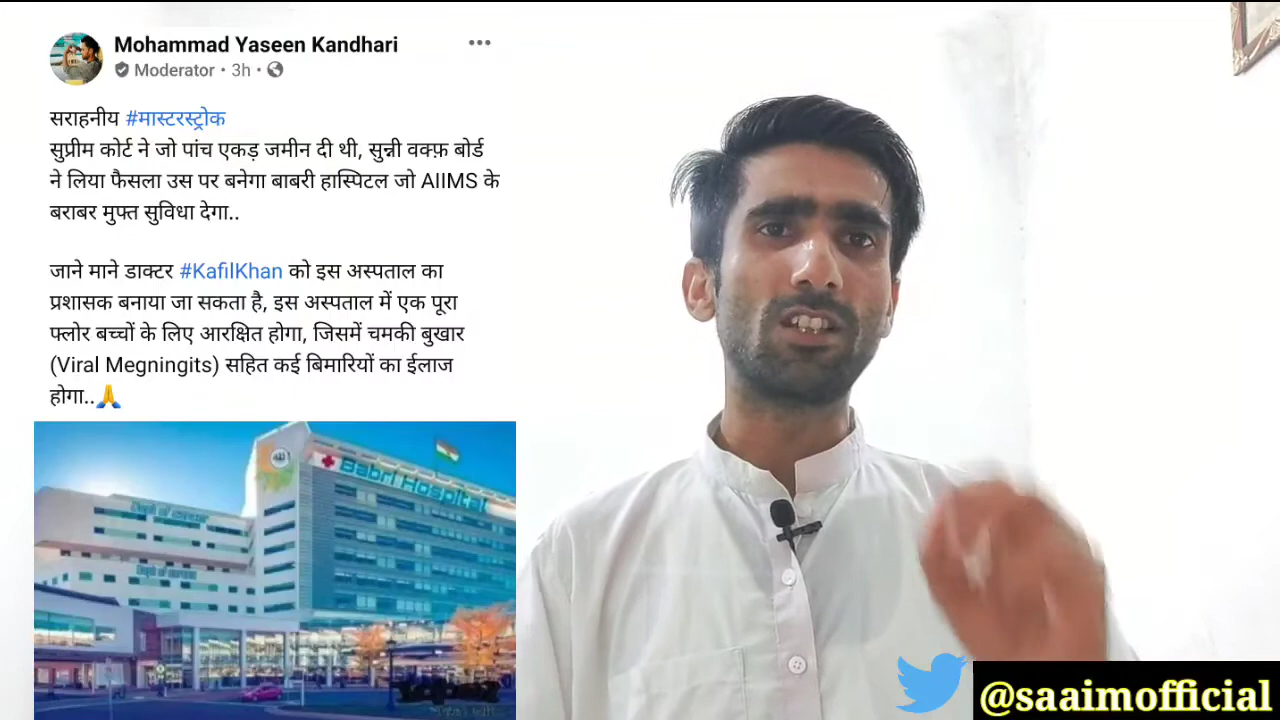 Mohammad Yaseen Kandhari
Moderator · 3h ·
सराहनीय #मास्टरस्ट्रोक
सुप्रीम कोर्ट ने जो पांच एकड़ जमीन दी थी, सुन्नी वक्फ़ बोर्ड
ने लिया फैसला उस पर बनेगा बाबरी हास्पिटल जो AIIMS के
बराबर मुफ्त सुविधा देगा..
जाने माने डाक्टर #KafilKhan को इस अस्पताल का
प्रशासक बनाया जा सकता है, इस अस्पताल में एक पूरा
फ्लोर बच्चों के लिए आरक्षित होगा, जिसमें चमकी बुखार
(Viral Megningits) सहित कई बिमारियों का ईलाज
होगा..🙏
Babri Hospital
@saaimofficial